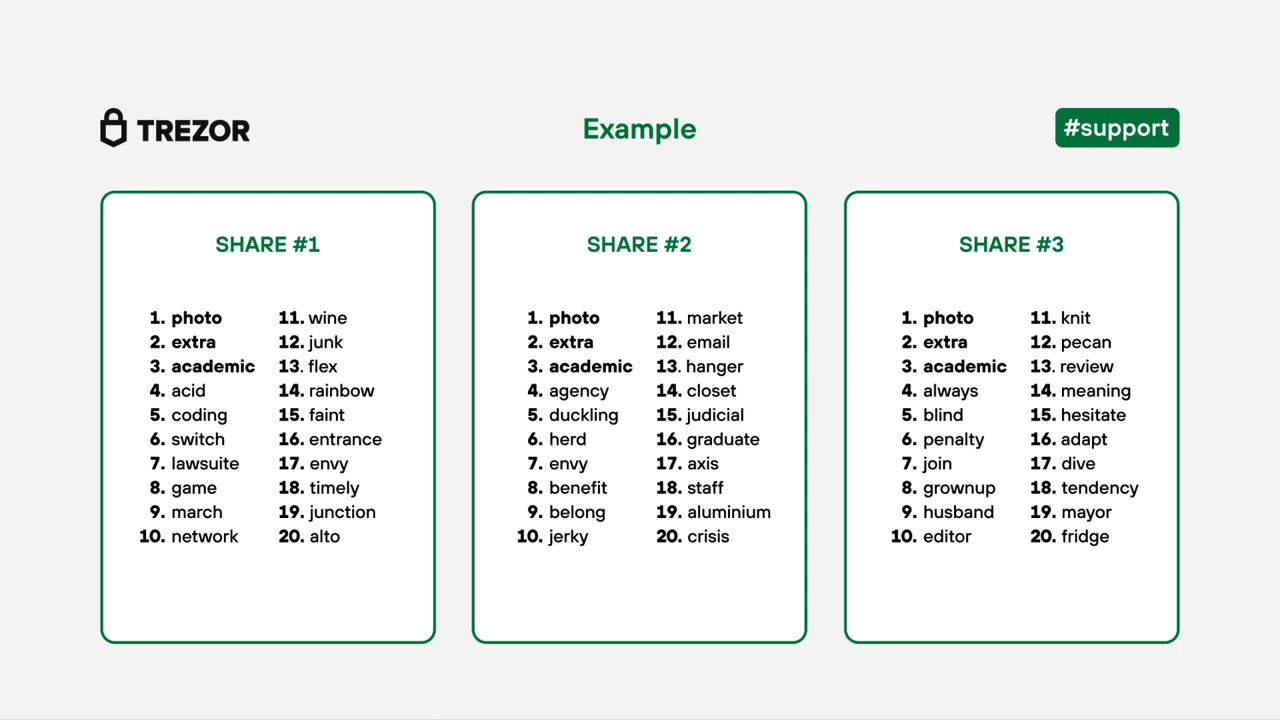 TREZOR
Example
#support
SHARE #1
1. photo
2. extra
3. academic
4. acid
5. coding
6. switch
7. lawsuite
8. game
9. march
10. network
11. wine
12. junk
13. flex
14. rainbow
15. faint
16. entrance
17. envy
18. timely
19. junction
20. alto
SHARE #2
1. photo
2. extra
3. academic
4. agency
5. duckling
6. herd
7. envy
8. benefit
9. belong
10. jerky
11. market
12. email
13. hanger
14. closet
15. judicial
16. graduate
17. axis
18. staff
19. aluminium
20. crisis
SHARE #3
1. photo
2. extra
3. academic
4. always
5. blind
6. penalty
7. join
8. grownup
9. husband
10. editor
11. knit
12. pecan
13. review
14. meaning
15. hesitate
16. adapt
17. dive
18. tendency
19. mayor
20. fridge